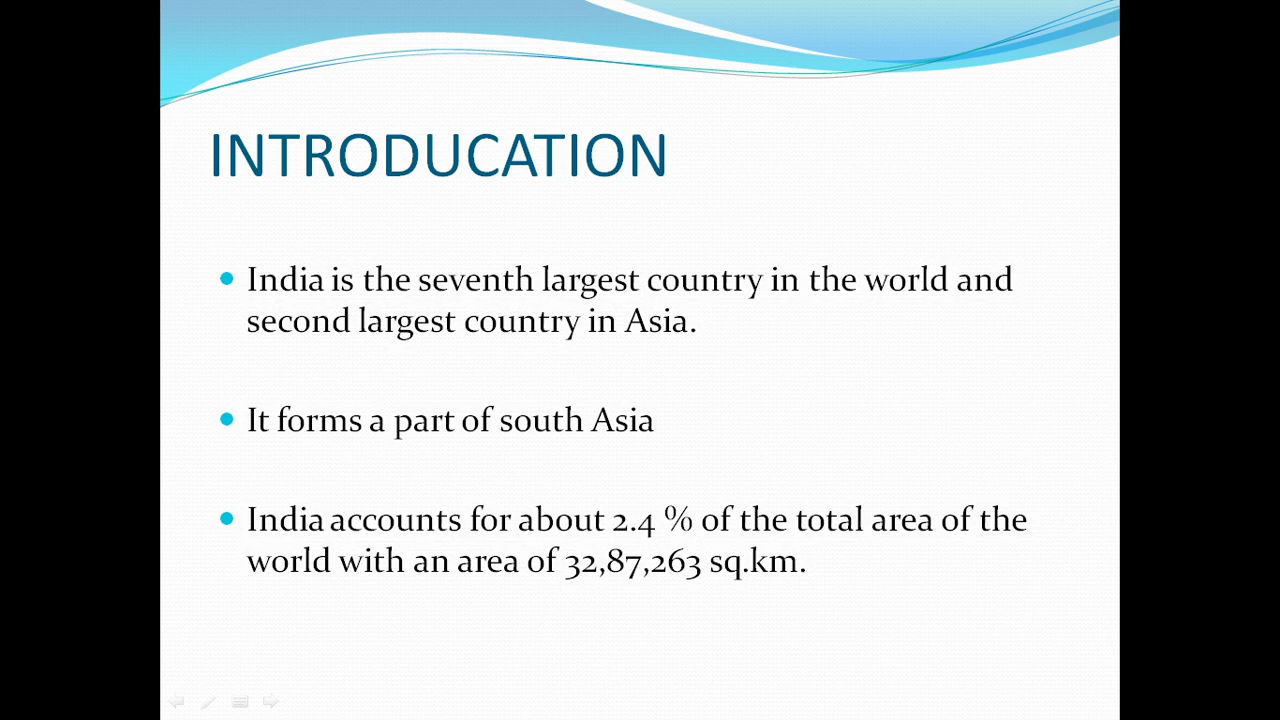 INTRODUCATION
India is the seventh largest country in the world and
second largest country in Asia.
It forms a part of south Asia
India accounts for about 2.4 % of the total area of the
world with an area of 32,87,263 sq.km.